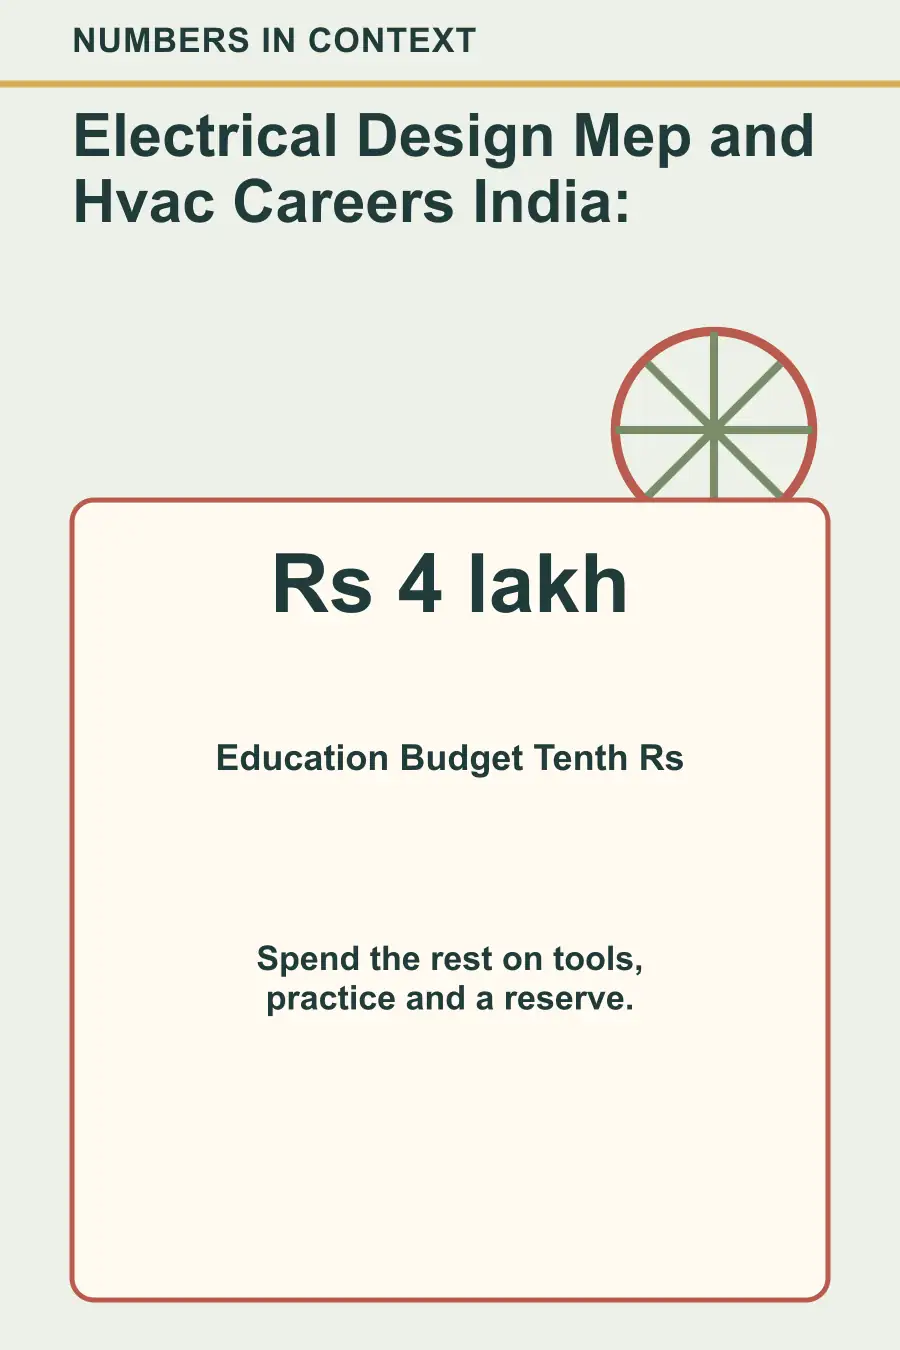 NUMBERS IN CONTEXT
Electrical Design Mep and
Hvac Careers India:
Rs 4 lakh
Education Budget Tenth Rs
Spend the rest on tools,
practice and a reserve.